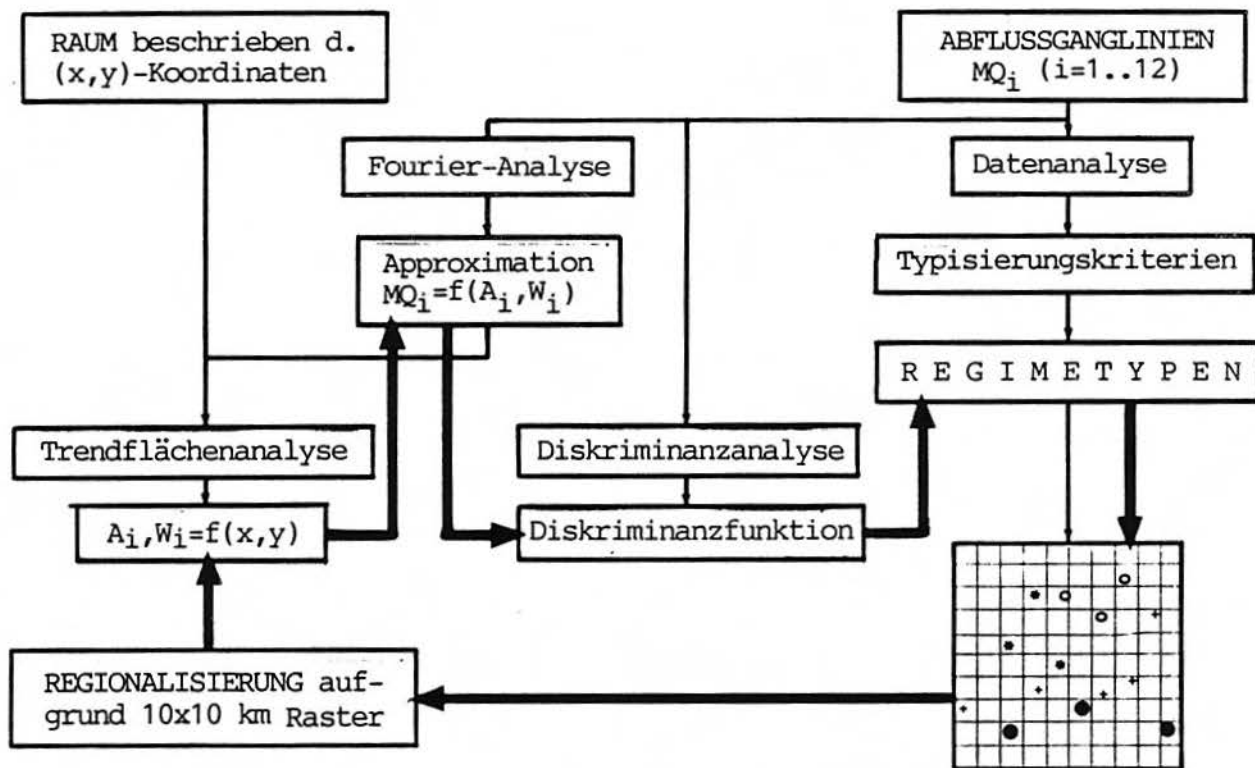 RAUM beschrieben d.
(x,y)-Koordinaten
ABFLUSSGANGLINIEN
MQi (i=1..12)
Fourier-Analyse
Datenanalyse
Approximation
MQi=f(Ai,Wi)
Typisierungskriterien
R E G I M E T Y P E N
Trendflächenanalyse
Diskriminanzanalyse
Ai,Wi=f(x,y)
Diskriminanzfunktion
REGIONALISIERUNG auf-
grund 10x10 km Raster